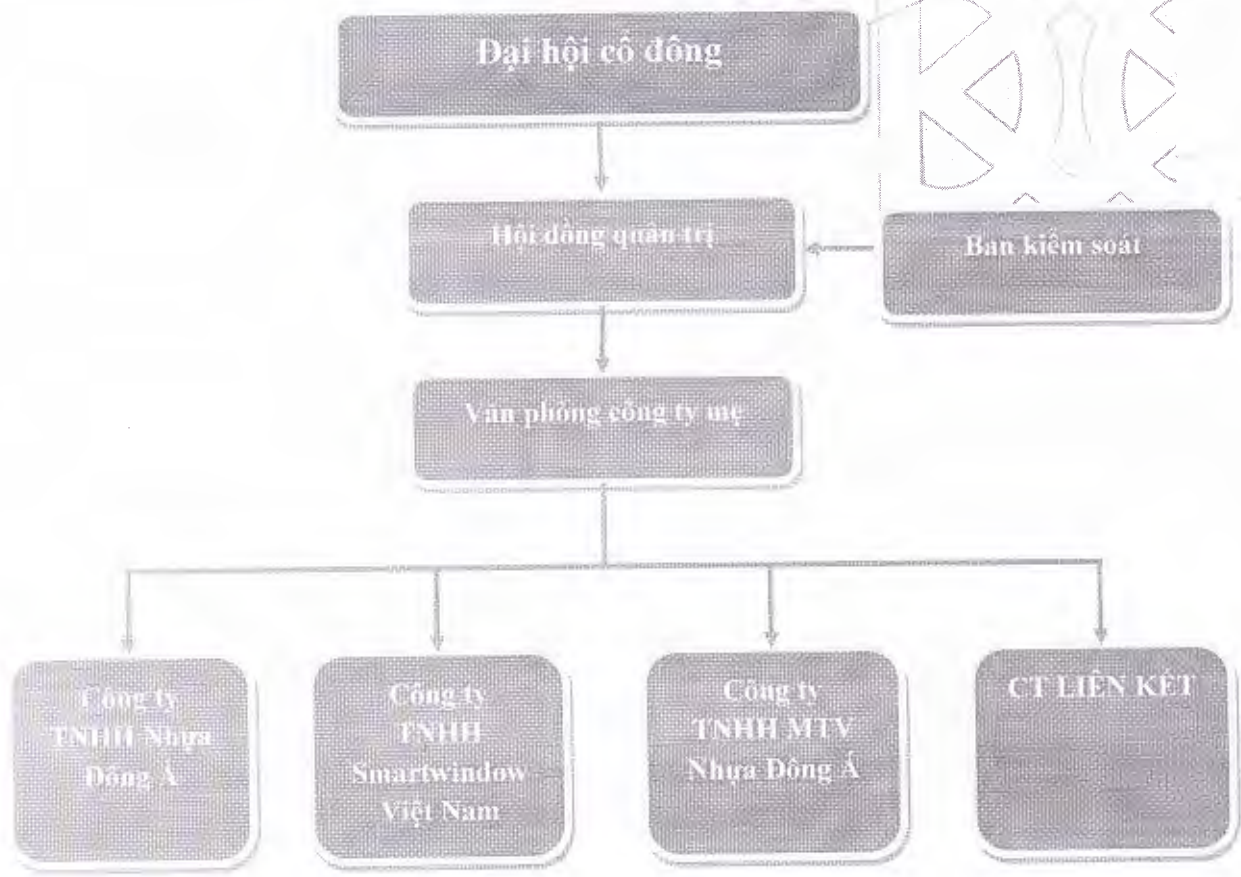 Đại hội cổ đông
Hội đồng quản trị
Ban kiểm soát
Văn phòng công ty mẹ
Công ty
TNHH Nhựa
Đông Á
Công ty
TNHH
Smartwindow
Việt Nam
Công ty
TNHH MTV
Nhựa Đông Á
CT LIÊN KẾT